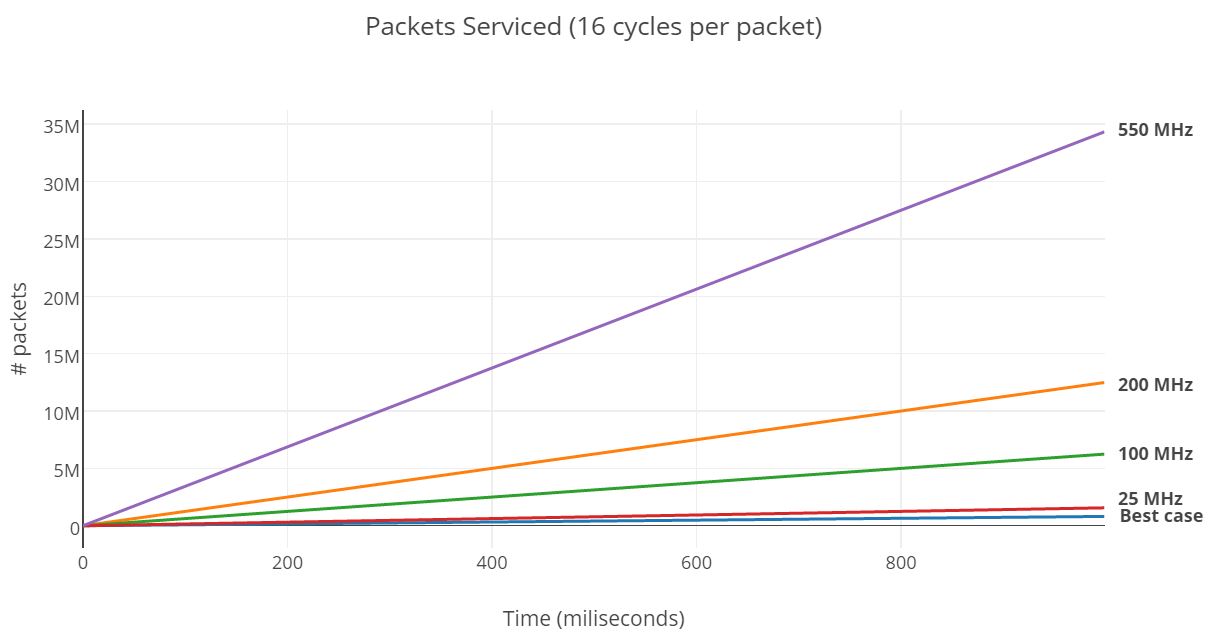 Packets Serviced (16 cycles per packet)
35M
30M
25M
20M
15M
10M
5M
0
# packets
550 MHz
200 MHz
100 MHz
25 MHz
Best case
0
200
400
600
800
Time (miliseconds)